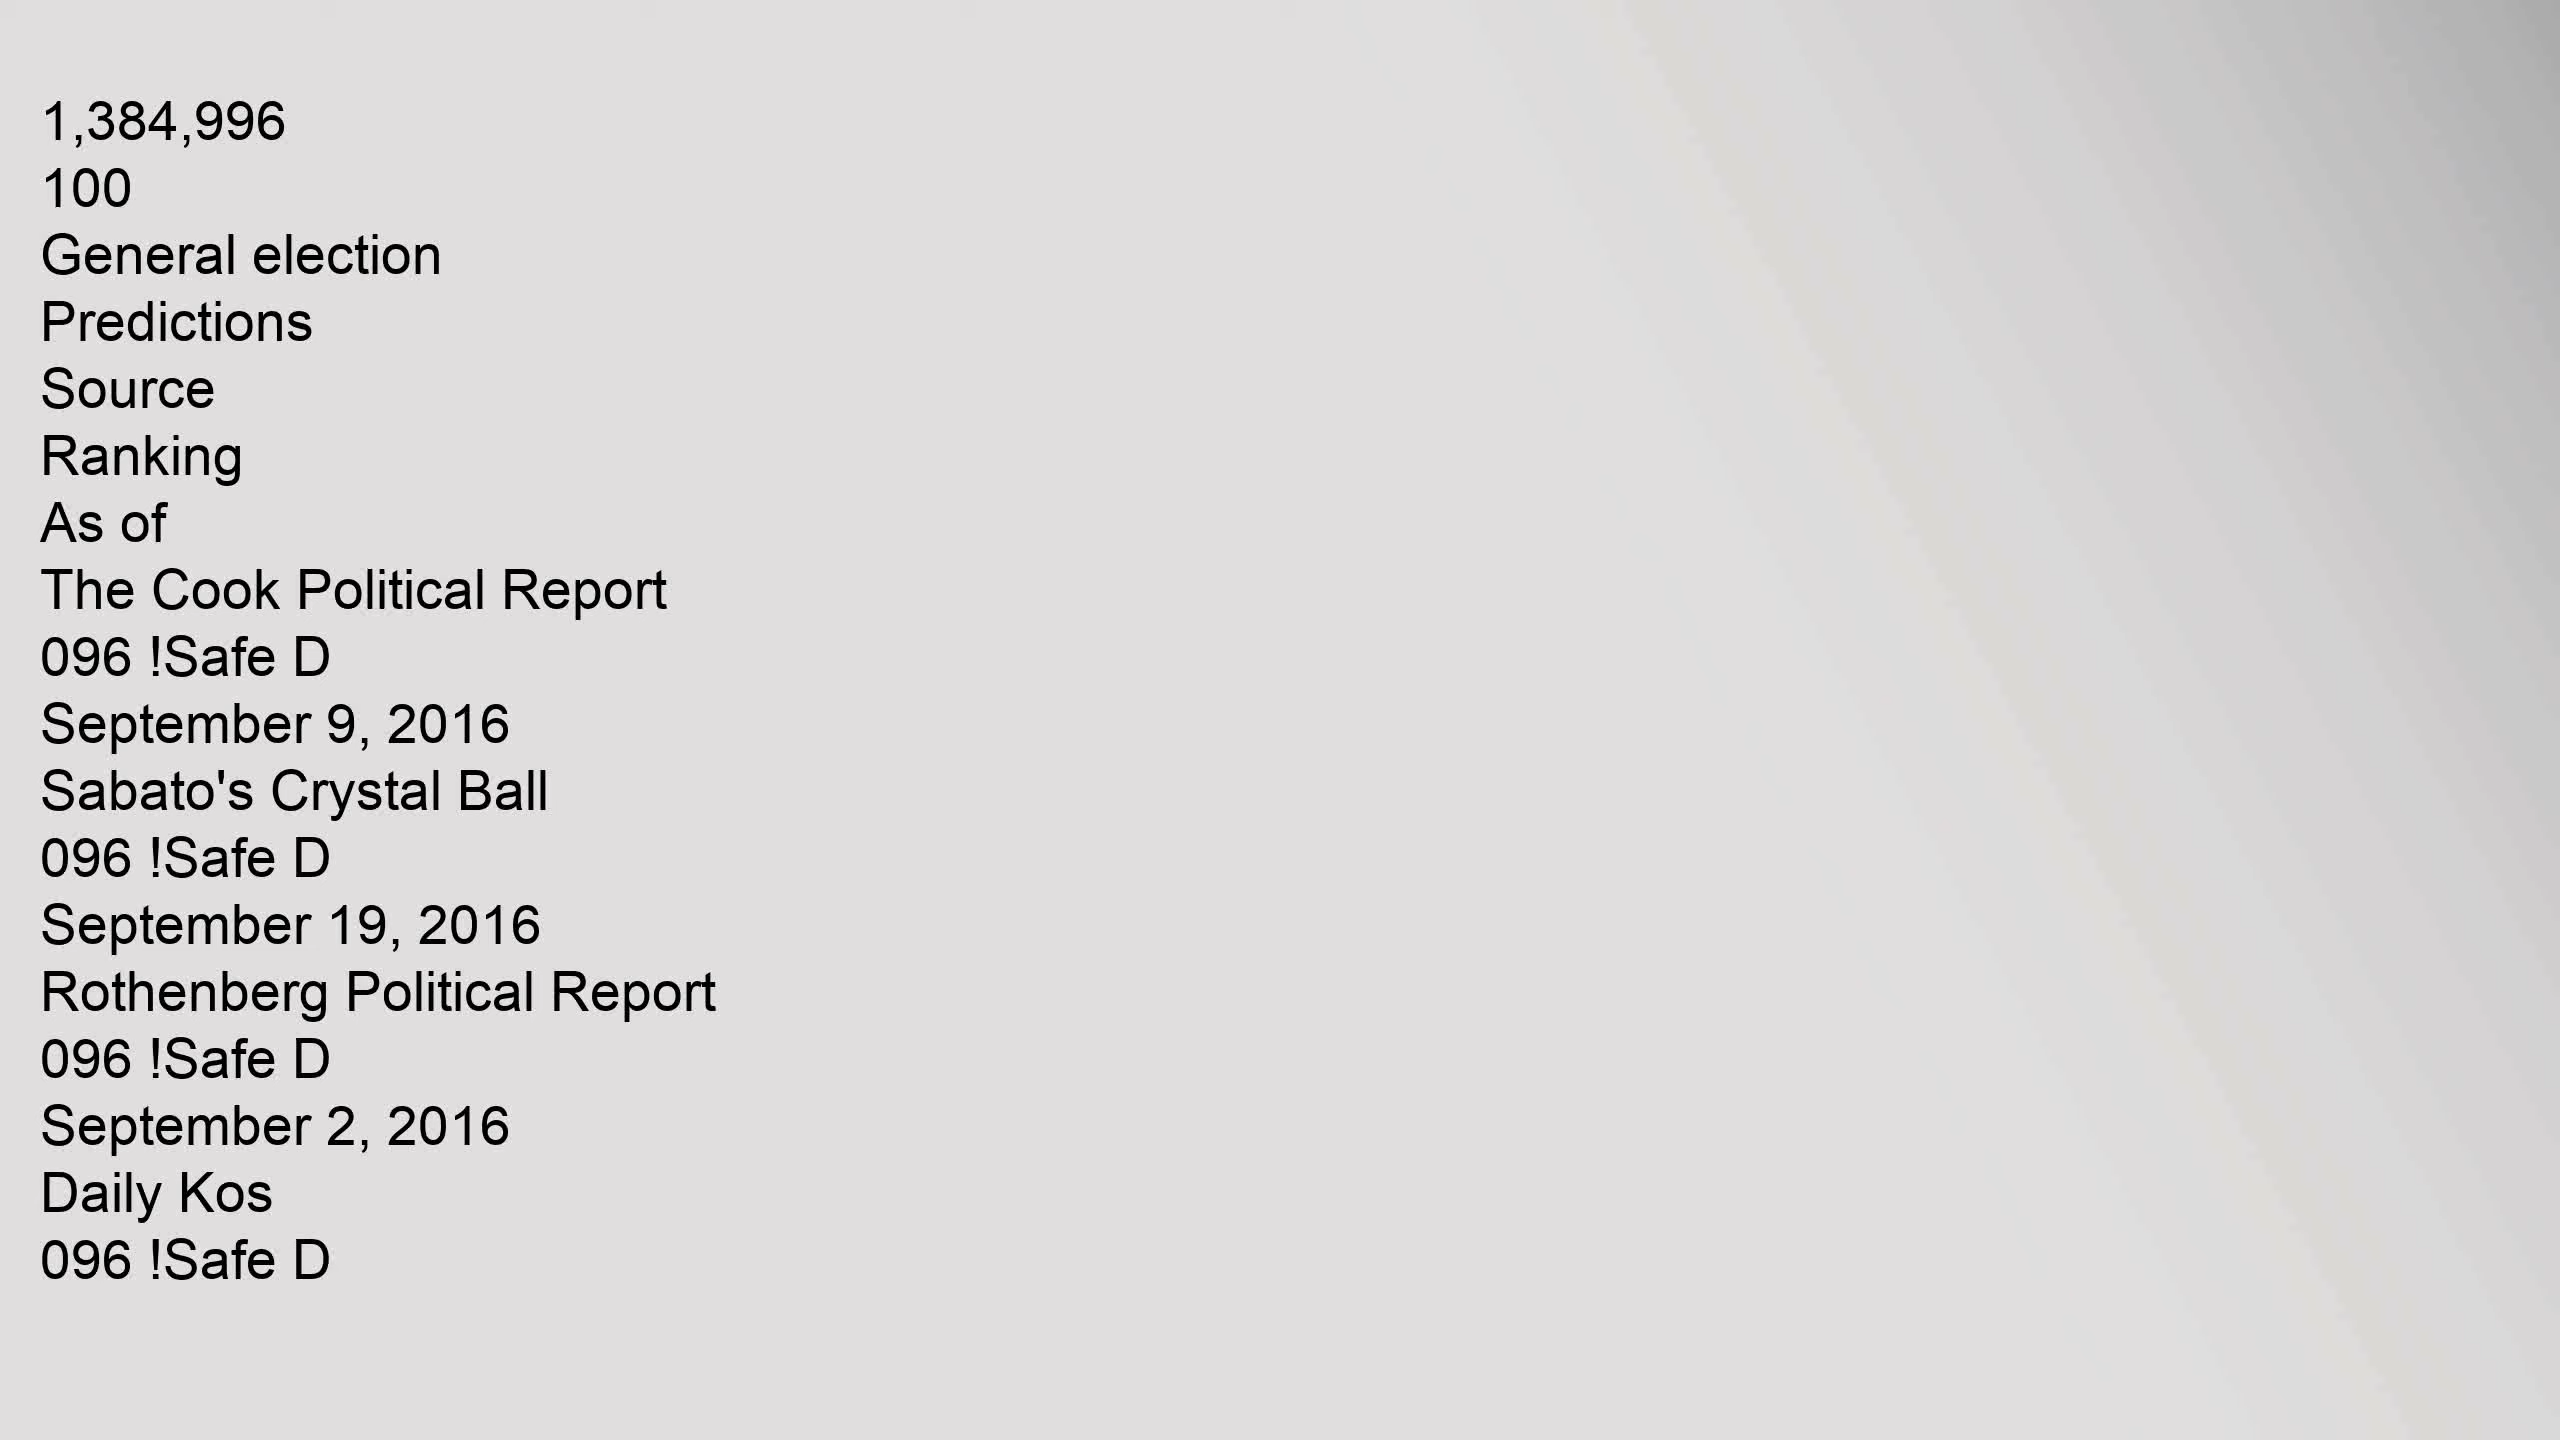 1,384,996
100
General election
Predictions
Source
Ranking
As of
The Cook Political Report
096 !Safe D
September 9, 2016
Sabato's Crystal Ball
096 !Safe D
September 19, 2016
Rothenberg Political Report
096 !Safe D
September 2, 2016
Daily Kos
096 !Safe D